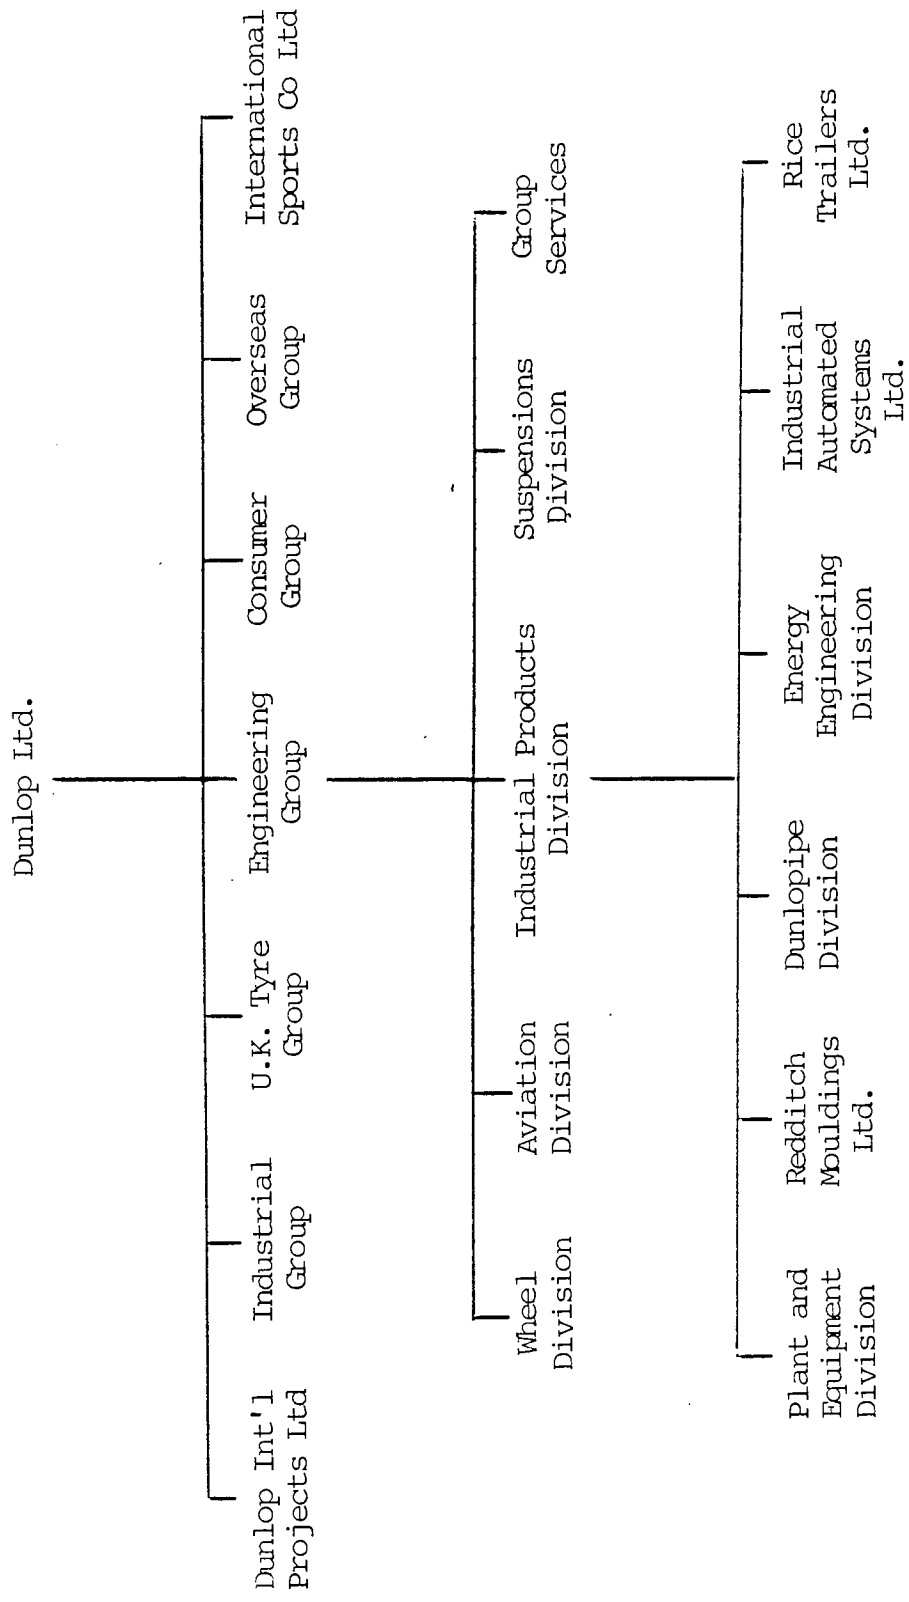 Dunlop Ltd.
Dunlop Int'l
Projects Ltd
Industrial
Group
U.K. Tyre
Group
Engineering
Group
Consumer
Group
Overseas
Group
International
Sports Co Ltd
Wheel
Division
Aviation
Division
Industrial Products
Division
Suspensions
Division
Group
Services
Plant and
Equipment
Division
Redditch
Mouldings
Ltd.
Dunlopipe
Division
Energy
Engineering
Division
Industrial
Automated
Systems
Ltd.
Rice
Trailers
Ltd.